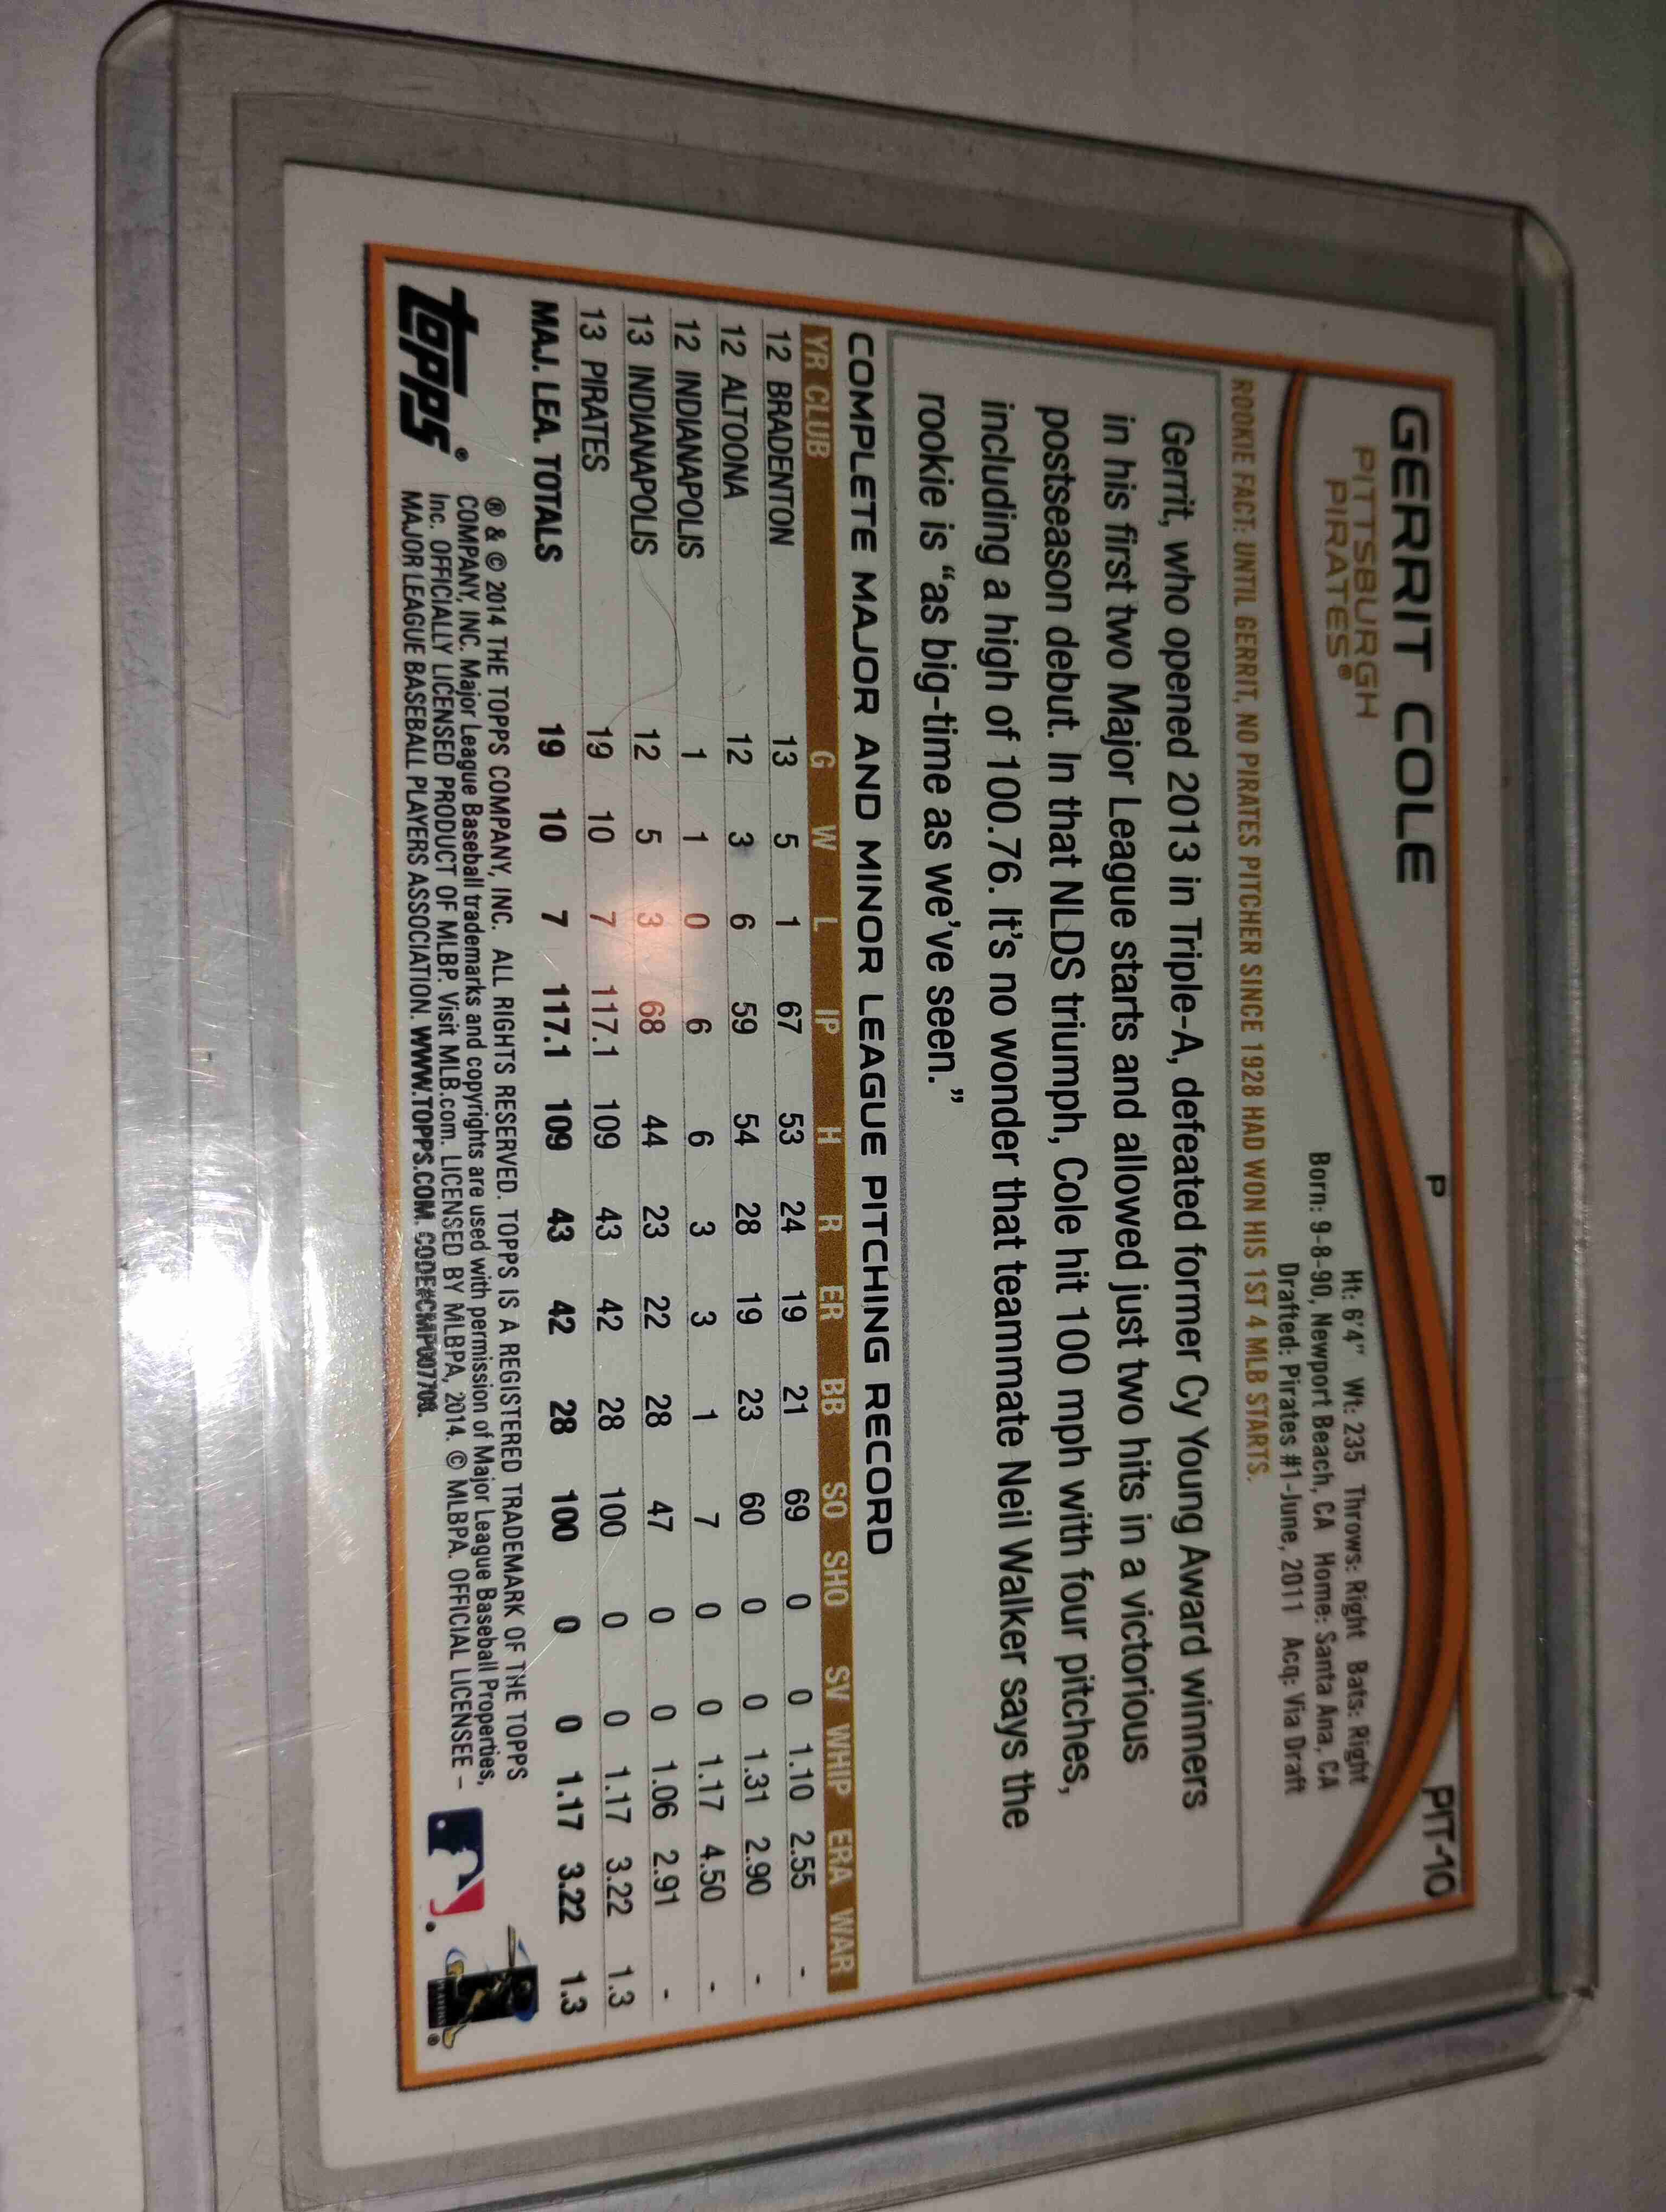 GERRIT COLE
P
PIT-10
PITTSBURGH
PIRATES®
Ht: 6'4" Wt: 235 Throws: Right Bats: Right
Born: 9-8-90, Newport Beach, CA Home: Santa Ana, CA
Drafted: Pirates #1-June, 2011 Acq: Via Draft
ROOKIE FACT: UNTIL GERRIT, NO PIRATES PITCHER SINCE 1928 HAD WON HIS 1ST 4 MLB STARTS.
Gerrit, who opened 2013 in Triple-A, defeated former Cy Young Award winners
in his first two Major League starts and allowed just two hits in a victorious
postseason debut. In that NLDS triumph, Cole hit 100 mph with four pitches,
including a high of 100.76. It's no wonder that teammate Neil Walker says the
rookie is “as big-time as we've seen.”
COMPLETE MAJOR AND MINOR LEAGUE PITCHING RECORD
YR CLUB G W L IP H R ER BB SO SHO SV WHIP ERA WAR
12 BRADENTON 13 5 1 67 53 24 19 21 69 0 0 1.10 2.55 -
12 ALTOONA 12 3 6 59 54 28 19 23 60 0 0 1.31 2.90 -
12 INDIANAPOLIS 1 1 0 6 6 3 3 1 7 0 0 1.17 4.50 -
13 INDIANAPOLIS 12 5 3 68 44 23 22 28 47 0 0 1.06 2.91 -
13 PIRATES 19 10 7 117.1 109 43 42 28 100 0 0 1.17 3.22 1.3
MAJ. LEA. TOTALS 19 10 7 117.1 109 43 42 28 100 0 0 1.17 3.22 1.3
topps®
® & © 2014 THE TOPPS COMPANY, INC. ALL RIGHTS RESERVED. TOPPS IS A REGISTERED TRADEMARK OF THE TOPPS
COMPANY, INC. Major League Baseball trademarks and copyrights are used with permission of Major League Baseball Properties,
Inc. OFFICIALLY LICENSED PRODUCT OF MLBP. Visit MLB.com. LICENSED BY MLBPA, 2014. © MLBPA. OFFICIAL LICENSEE –
MAJOR LEAGUE BASEBALL PLAYERS ASSOCIATION. WWW.TOPPS.COM. CODE#CMP007708.